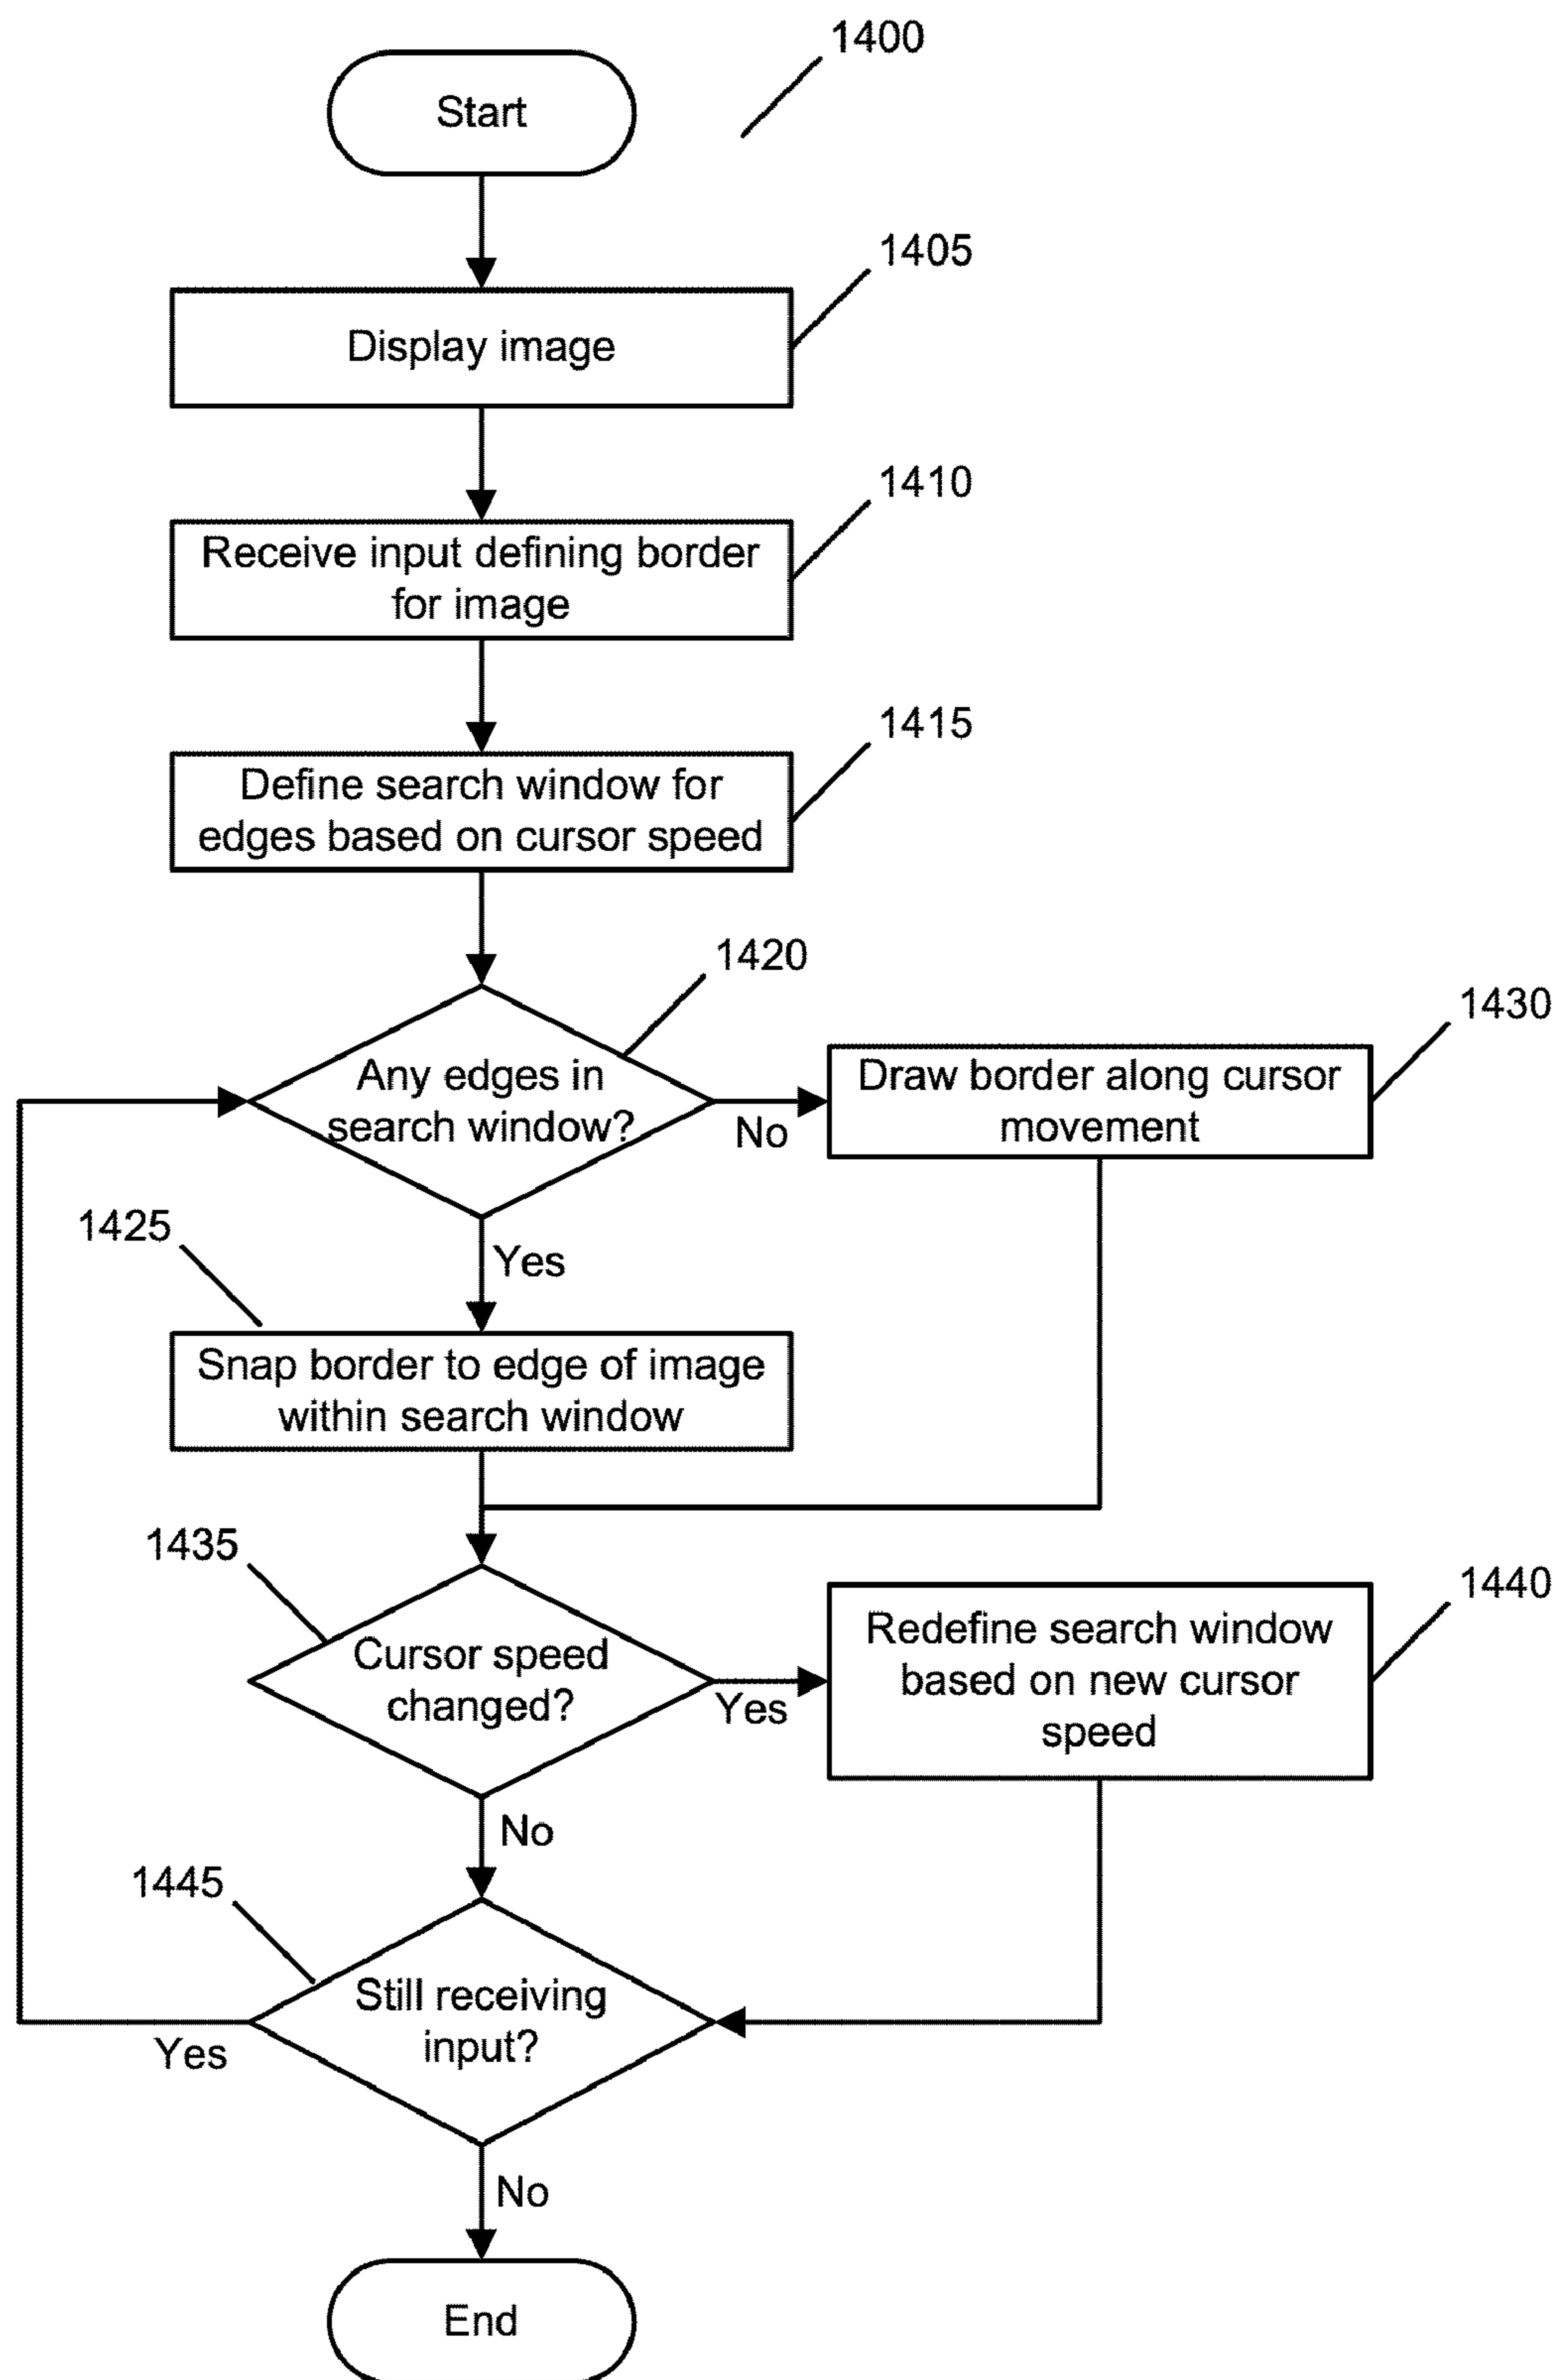 1400
Start
1405
Display image
1410
Receive input defining border
for image
1415
Define search window for
edges based on cursor speed
1420
Any edges in
search window?
No
1430
Draw border along cursor
movement
1425
Yes
Snap border to edge of image
within search window
1435
Cursor speed
changed?
Yes
1440
Redefine search window
based on new cursor
speed
No
1445
Still receiving
input?
Yes
No
End